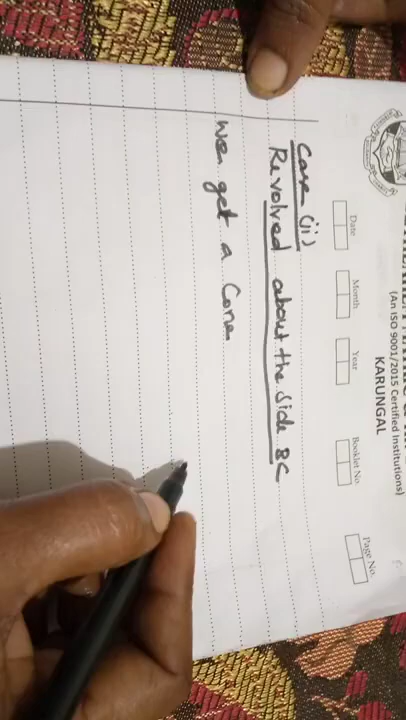 (An ISO 9001/2015 Certified Institutions)
KARUNGAL
Date Month Year Booklet No. Page No.
Case (ii)
Revolved about the side BC
We get a Cone